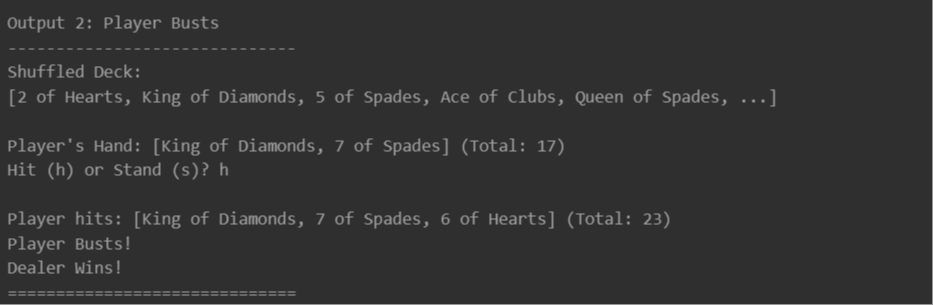 Output 2: Player Busts
------------------------------
Shuffled Deck:
[2 of Hearts, King of Diamonds, 5 of Spades, Ace of Clubs, Queen of Spades, ...]
Player's Hand: [King of Diamonds, 7 of Spades] (Total: 17)
Hit (h) or Stand (s)? h
Player hits: [King of Diamonds, 7 of Spades, 6 of Hearts] (Total: 23)
Player Busts!
Dealer Wins!
==============================